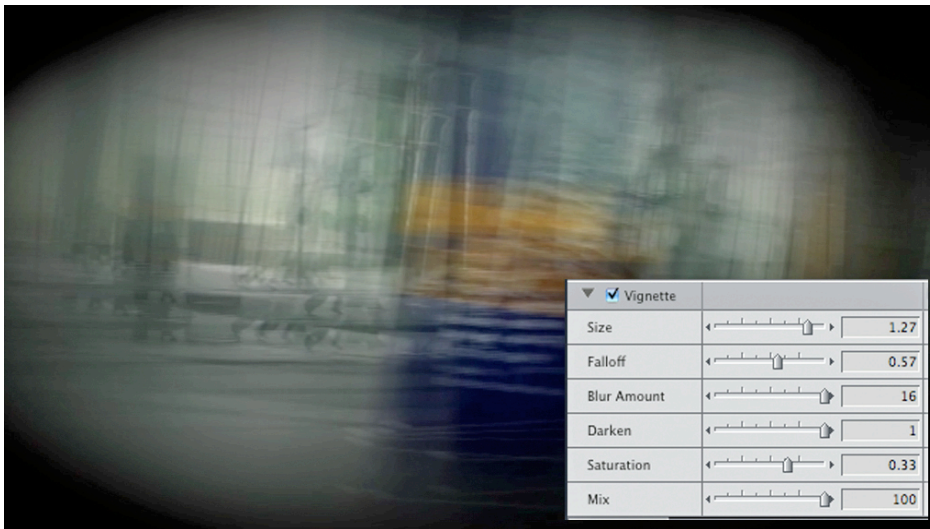 Vignette
Size 1.27
Falloff 0.57
Blur Amount 16
Darken 1
Saturation 0.33
Mix 100